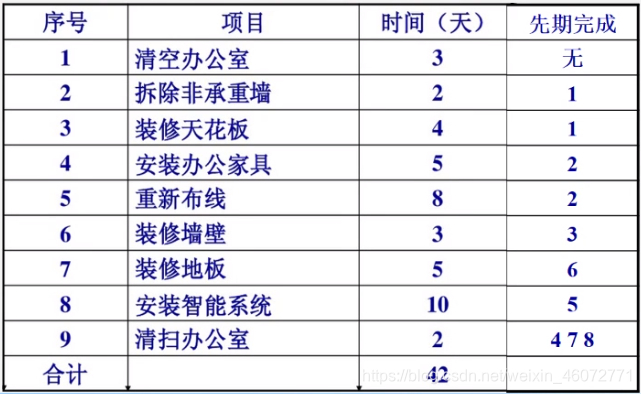 序号 项目 时间（天） 先期完成
1 清空办公室 3 无
2 拆除非承重墙 2 1
3 装修天花板 4 1
4 安装办公家具 5 2
5 重新布线 8 2
6 装修墙壁 3 3
7 装修地板 5 6
8 安装智能系统 10 5
9 清扫办公室 2 4 7 8
合计 42
https://blog.csdn.net/weixin_46072771